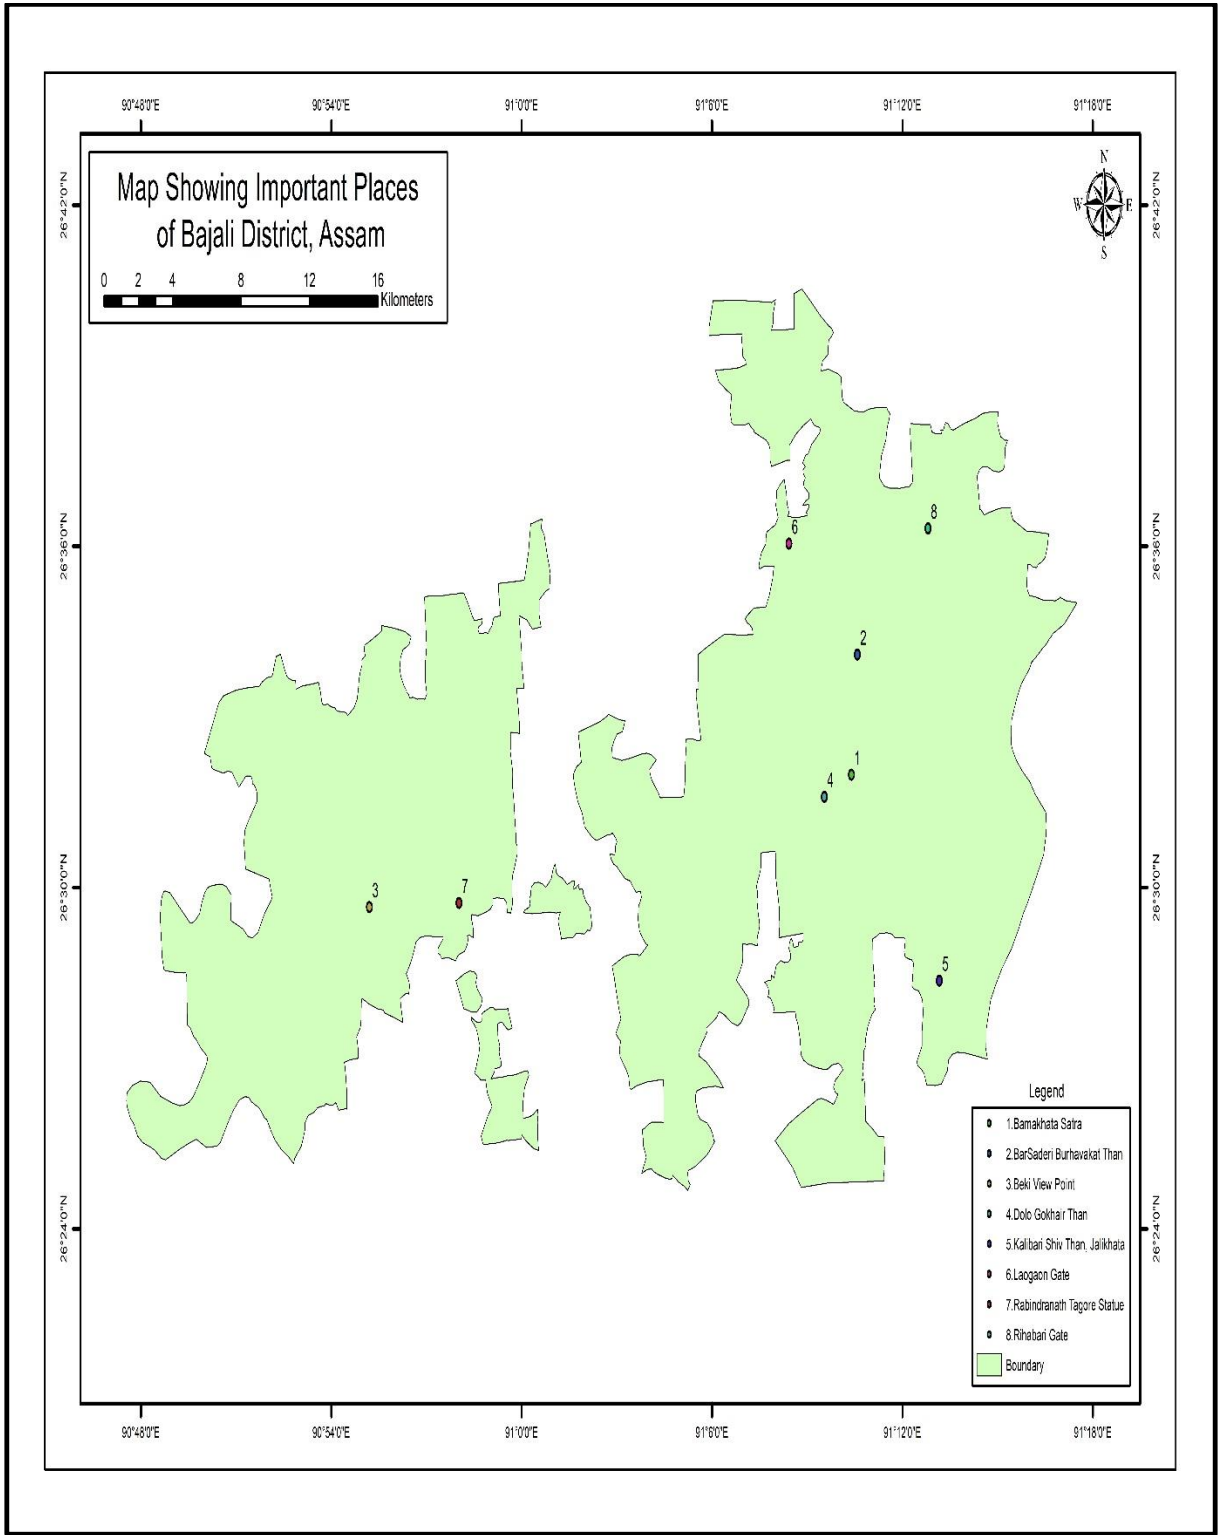 90°48'0"E 90°54'0"E 91°0'0"E 91°6'0"E 91°12'0"E 91°18'0"E
Map Showing Important Places
of Bajali District, Assam
0 2 4 8 12 16
Kilometers
N
W E
S
26°42'0"N 26°42'0"N
8
6
26°36'0"N 26°36'0"N
2
1
4
3
7
26°30'0"N 26°30'0"N
5
Legend
1.Bamakhata Satra
2.BarSaderi Burhavakat Than
3.Beki View Point
4.Dolo Gokhair Than
5.Kalibari Shiv Than, Jalikhata
6.Laogaon Gate
7.Rabindranath Tagore Statue
8.Rihabari Gate
Boundary
26°24'0"N 26°24'0"N
90°48'0"E 90°54'0"E 91°0'0"E 91°6'0"E 91°12'0"E 91°18'0"E